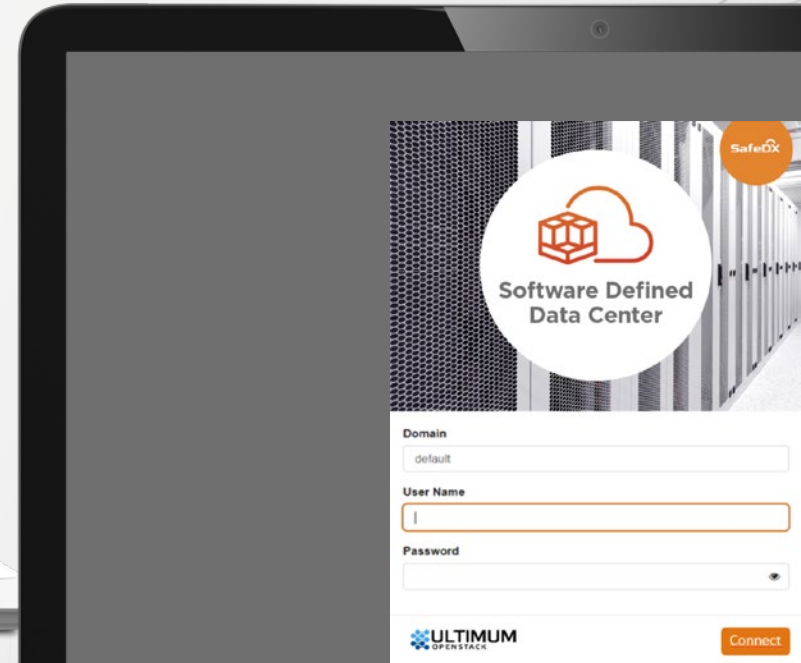 SafeDX
Software Defined
Data Center
Domain
default
User Name
Password
ULTIMUM
OPENSTACK
Connect